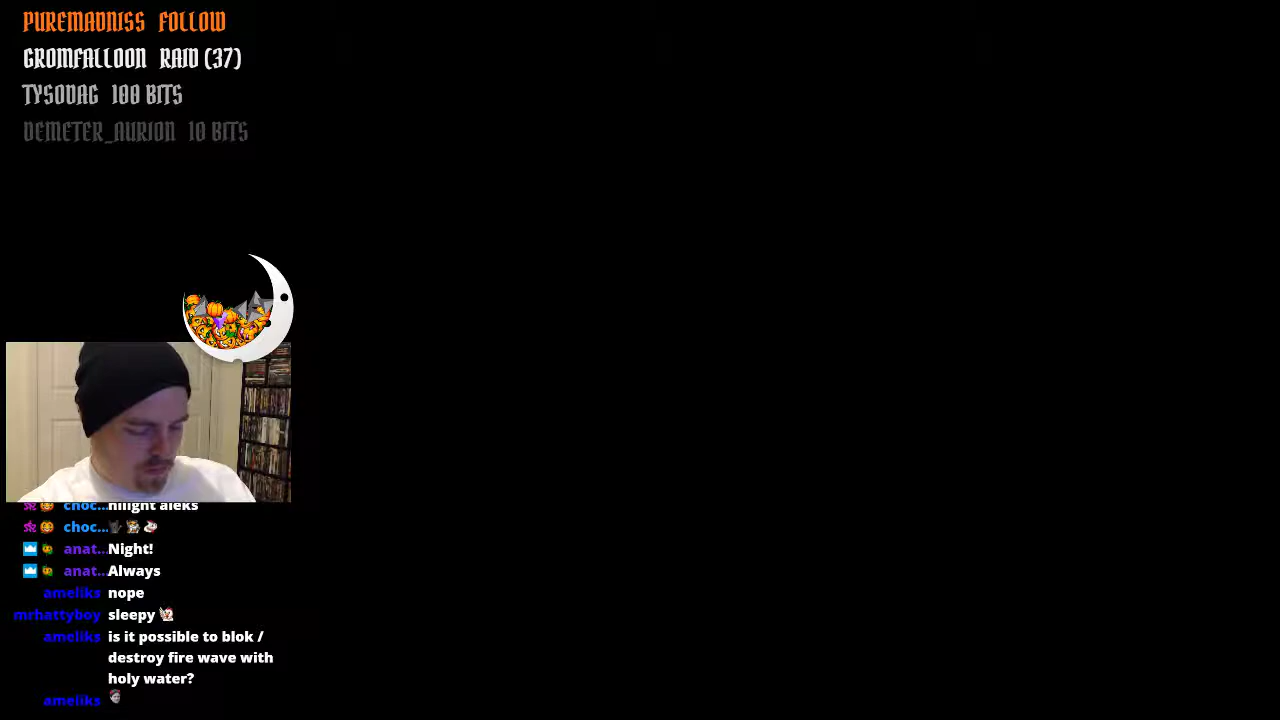 PUREMADNISS FOLLOW
GROMFALLOON RAID (37)
TYSODAG 100 BITS
DEMETER_AURION 10 BITS
choc... nilight aleks
choc...
anat... Night!
anat... Always
ameliks nope
mrhattyboy sleepy
ameliks is it possible to blok /
destroy fire wave with
holy water?
ameliks